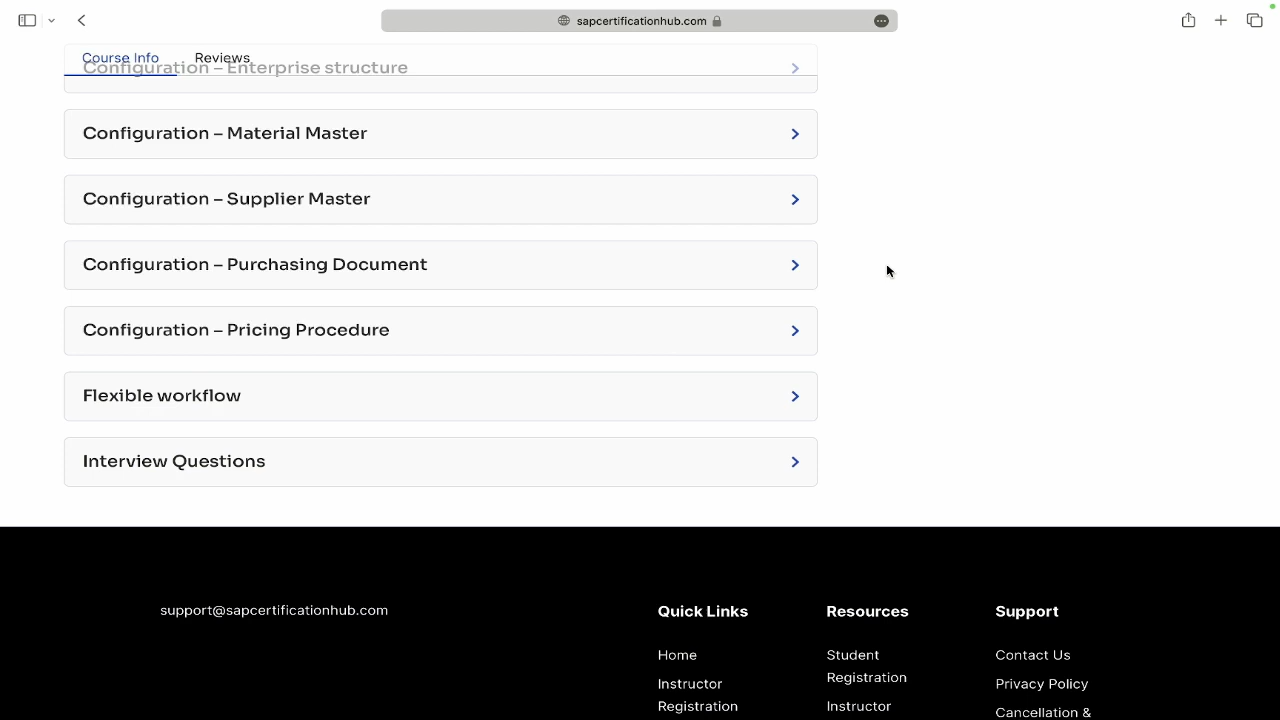 sapcertificationhub.com
Course Info Reviews
Configuration – Enterprise structure
Configuration – Material Master
Configuration – Supplier Master
Configuration – Purchasing Document
Configuration – Pricing Procedure
Flexible workflow
Interview Questions
support@sapcertificationhub.com
Quick Links
Home
Instructor
Registration
Resources
Student
Registration
Instructor
Support
Contact Us
Privacy Policy
Cancellation &